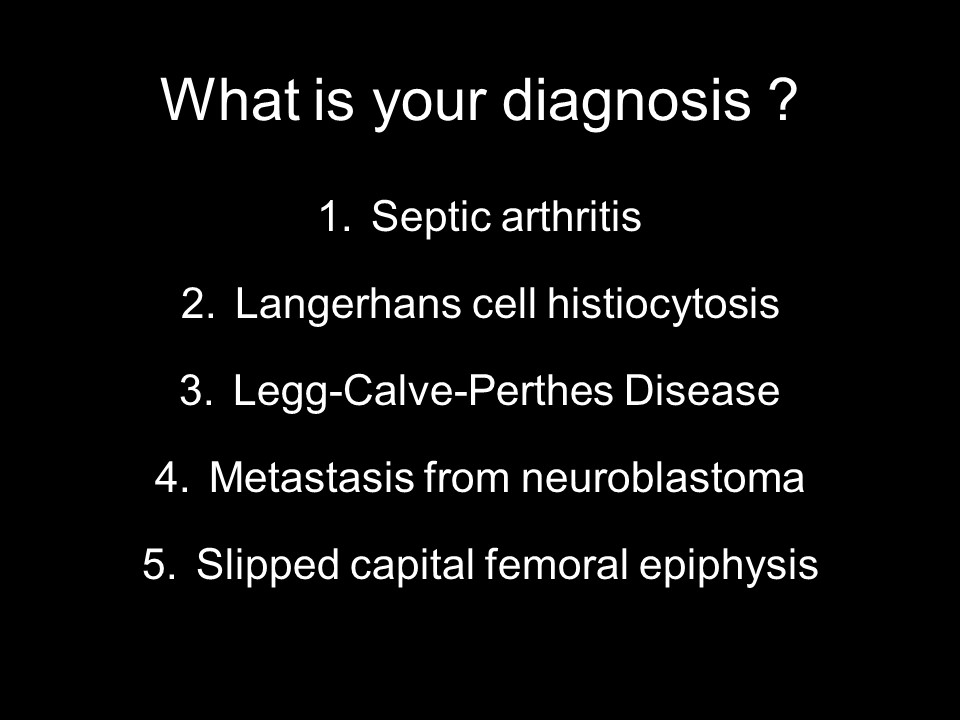 What is your diagnosis ?
1. Septic arthritis
2. Langerhans cell histiocytosis
3. Legg-Calve-Perthes Disease
4. Metastasis from neuroblastoma
5. Slipped capital femoral epiphysis